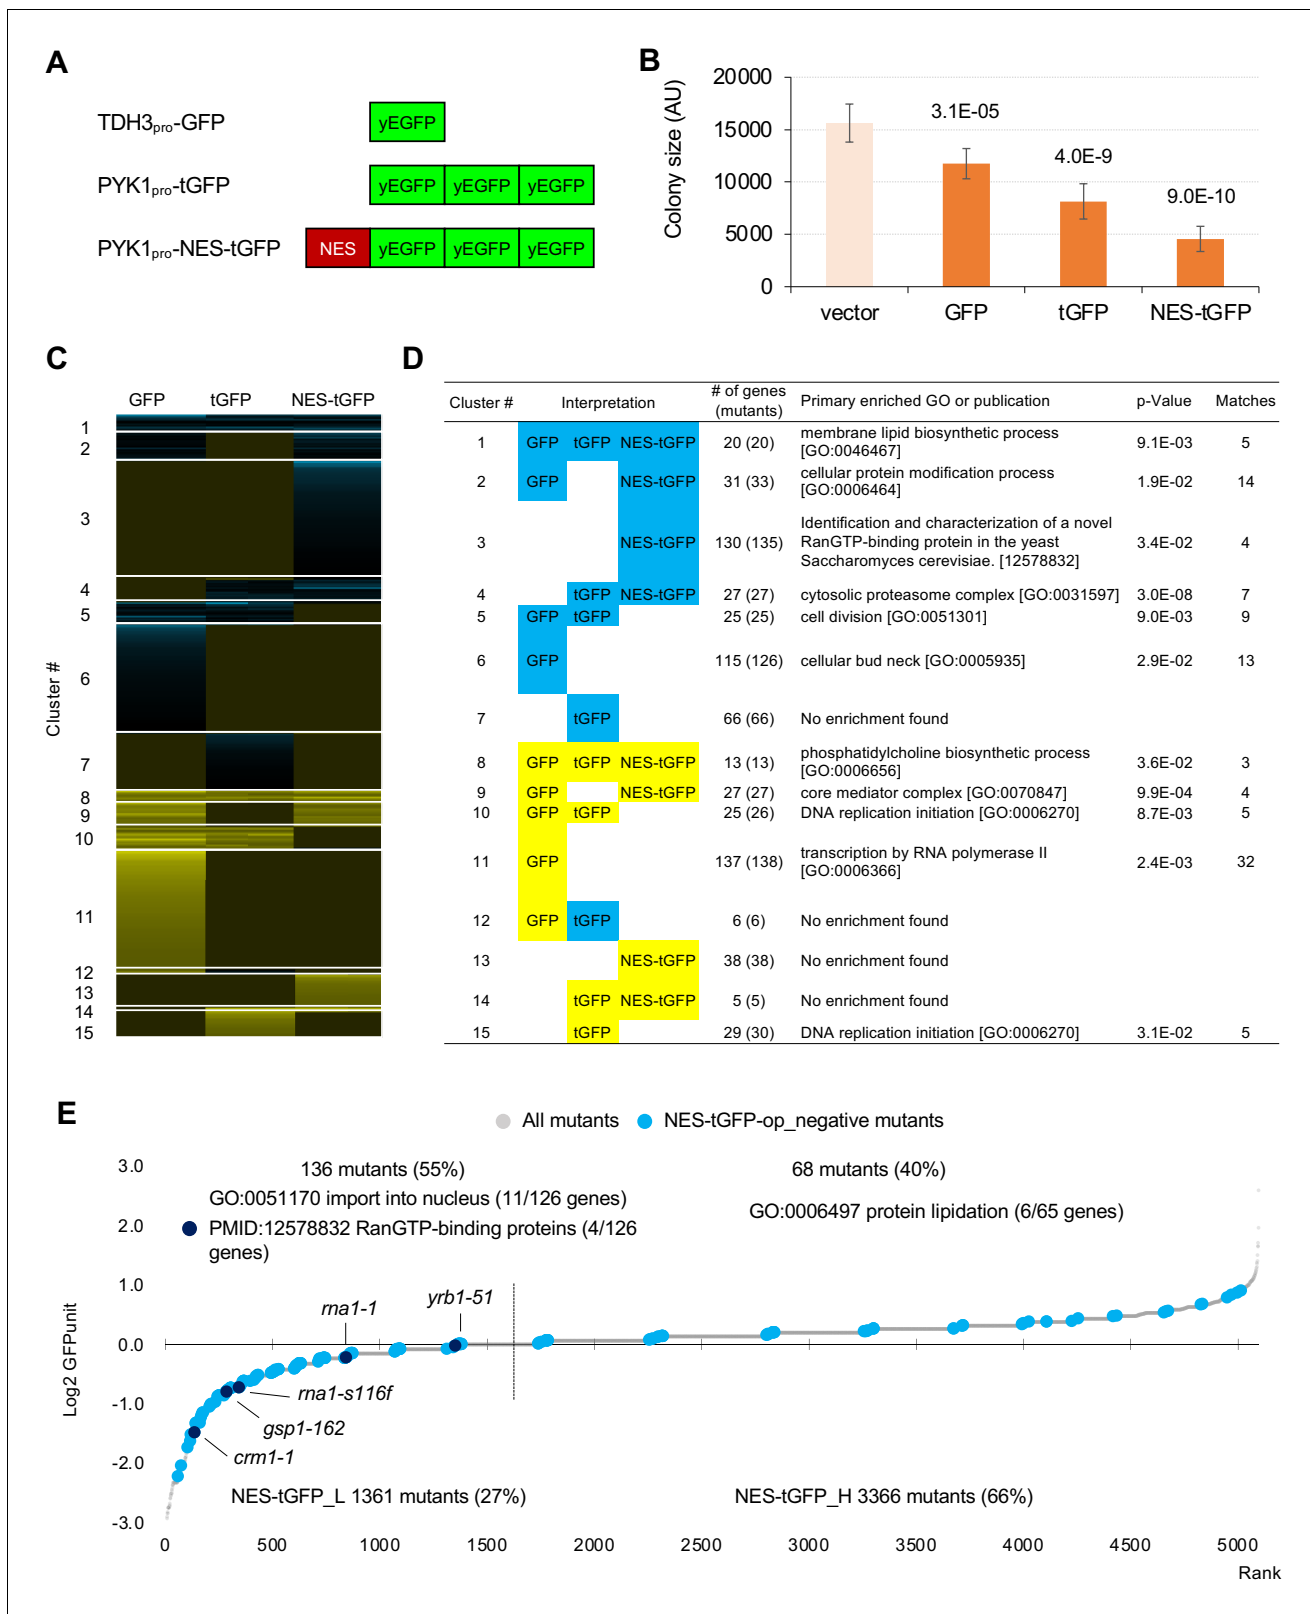 A
TDH3pro-GFP
yEGFP
PYK1pro-tGFP
yEGFP yEGFP yEGFP
PYK1pro-NES-tGFP
NES yEGFP yEGFP yEGFP
B
Colony size (AU)
20000
15000
10000
5000
0
3.1E-05
4.0E-9
9.0E-10
vector GFP tGFP NES-tGFP
C
GFP tGFP NES-tGFP
Cluster #
1
2
3
4
5
6
7
8
9
10
11
12
13
14
15
D
Cluster # Interpretation # of genes (mutants) Primary enriched GO or publication p-Value Matches
1 GFP tGFP NES-tGFP 20 (20) membrane lipid biosynthetic process [GO:0046467] 9.1E-03 5
2 GFP NES-tGFP 31 (33) cellular protein modification process [GO:0006464] 1.9E-02 14
3 NES-tGFP 130 (135) Identification and characterization of a novel RanGTP-binding protein in the yeast Saccharomyces cerevisiae. [12578832] 3.4E-02 4
4 tGFP NES-tGFP 27 (27) cytosolic proteasome complex [GO:0031597] 3.0E-08 7
5 GFP tGFP 25 (25) cell division [GO:0051301] 9.0E-03 9
6 GFP 115 (126) cellular bud neck [GO:0005935] 2.9E-02 13
7 tGFP 66 (66) No enrichment found
8 GFP tGFP NES-tGFP 13 (13) phosphatidylcholine biosynthetic process [GO:0006656] 3.6E-02 3
9 GFP NES-tGFP 27 (27) core mediator complex [GO:0070847] 9.9E-04 4
10 GFP tGFP 25 (26) DNA replication initiation [GO:0006270] 8.7E-03 5
11 GFP 137 (138) transcription by RNA polymerase II [GO:0006366] 2.4E-03 32
12 GFP tGFP 6 (6) No enrichment found
13 NES-tGFP 38 (38) No enrichment found
14 tGFP NES-tGFP 5 (5) No enrichment found
15 tGFP 29 (30) DNA replication initiation [GO:0006270] 3.1E-02 5
E
All mutants NES-tGFP-op_negative mutants
136 mutants (55%)
GO:0051170 import into nucleus (11/126 genes)
PMID:12578832 RanGTP-binding proteins (4/126
genes)
68 mutants (40%)
GO:0006497 protein lipidation (6/65 genes)
Log2 GFPunit
3.0
2.0
1.0
0.0
-1.0
-2.0
-3.0
rna1-1
yrb1-51
rna1-s116f
gsp1-162
crm1-1
NES-tGFP_L 1361 mutants (27%)
NES-tGFP_H 3366 mutants (66%)
0 500 1000 1500 2000 2500 3000 3500 4000 4500 5000
Rank